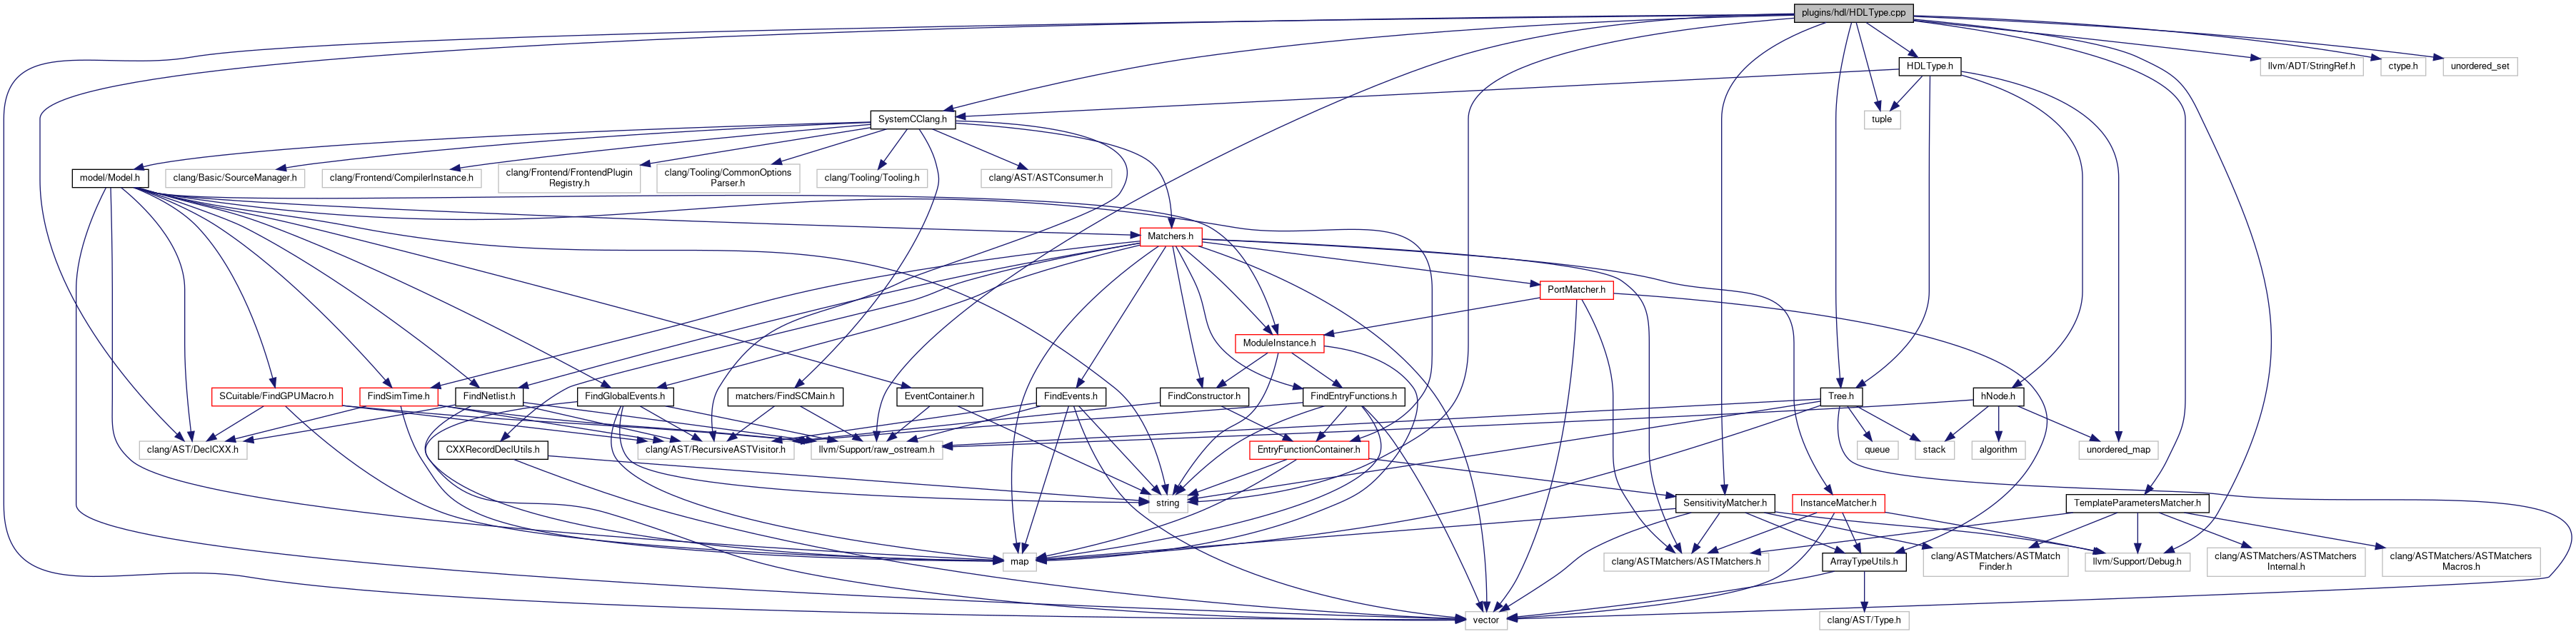 plugins/hdl/HDLType.cpp
HDLType.h
llvm/ADT/StringRef.h
ctype.h
unordered_set
SystemCClang.h
tuple
model/Model.h
clang/Basic/SourceManager.h
clang/Frontend/CompilerInstance.h
clang/Frontend/FrontendPlugin
Registry.h
clang/Tooling/CommonOptions
Parser.h
clang/Tooling/Tooling.h
clang/AST/ASTConsumer.h
Matchers.h
PortMatcher.h
ModuleInstance.h
SCuitable/FindGPUMacro.h
FindSimTime.h
FindNetlist.h
FindGlobalEvents.h
matchers/FindSCMain.h
EventContainer.h
FindEvents.h
FindConstructor.h
FindEntryFunctions.h
Tree.h
hNode.h
clang/AST/DeclCXX.h
CXXRecordDeclUtils.h
clang/AST/RecursiveASTVisitor.h
llvm/Support/raw_ostream.h
EntryFunctionContainer.h
queue
stack
algorithm
unordered_map
string
SensitivityMatcher.h
InstanceMatcher.h
TemplateParametersMatcher.h
map
clang/ASTMatchers/ASTMatchers.h
ArrayTypeUtils.h
clang/ASTMatchers/ASTMatch
Finder.h
llvm/Support/Debug.h
clang/ASTMatchers/ASTMatchers
Internal.h
clang/ASTMatchers/ASTMatchers
Macros.h
vector
clang/AST/Type.h